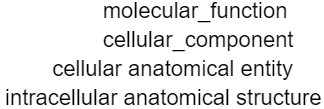 molecular_function
cellular_component
cellular anatomical entity
intracellular anatomical structure